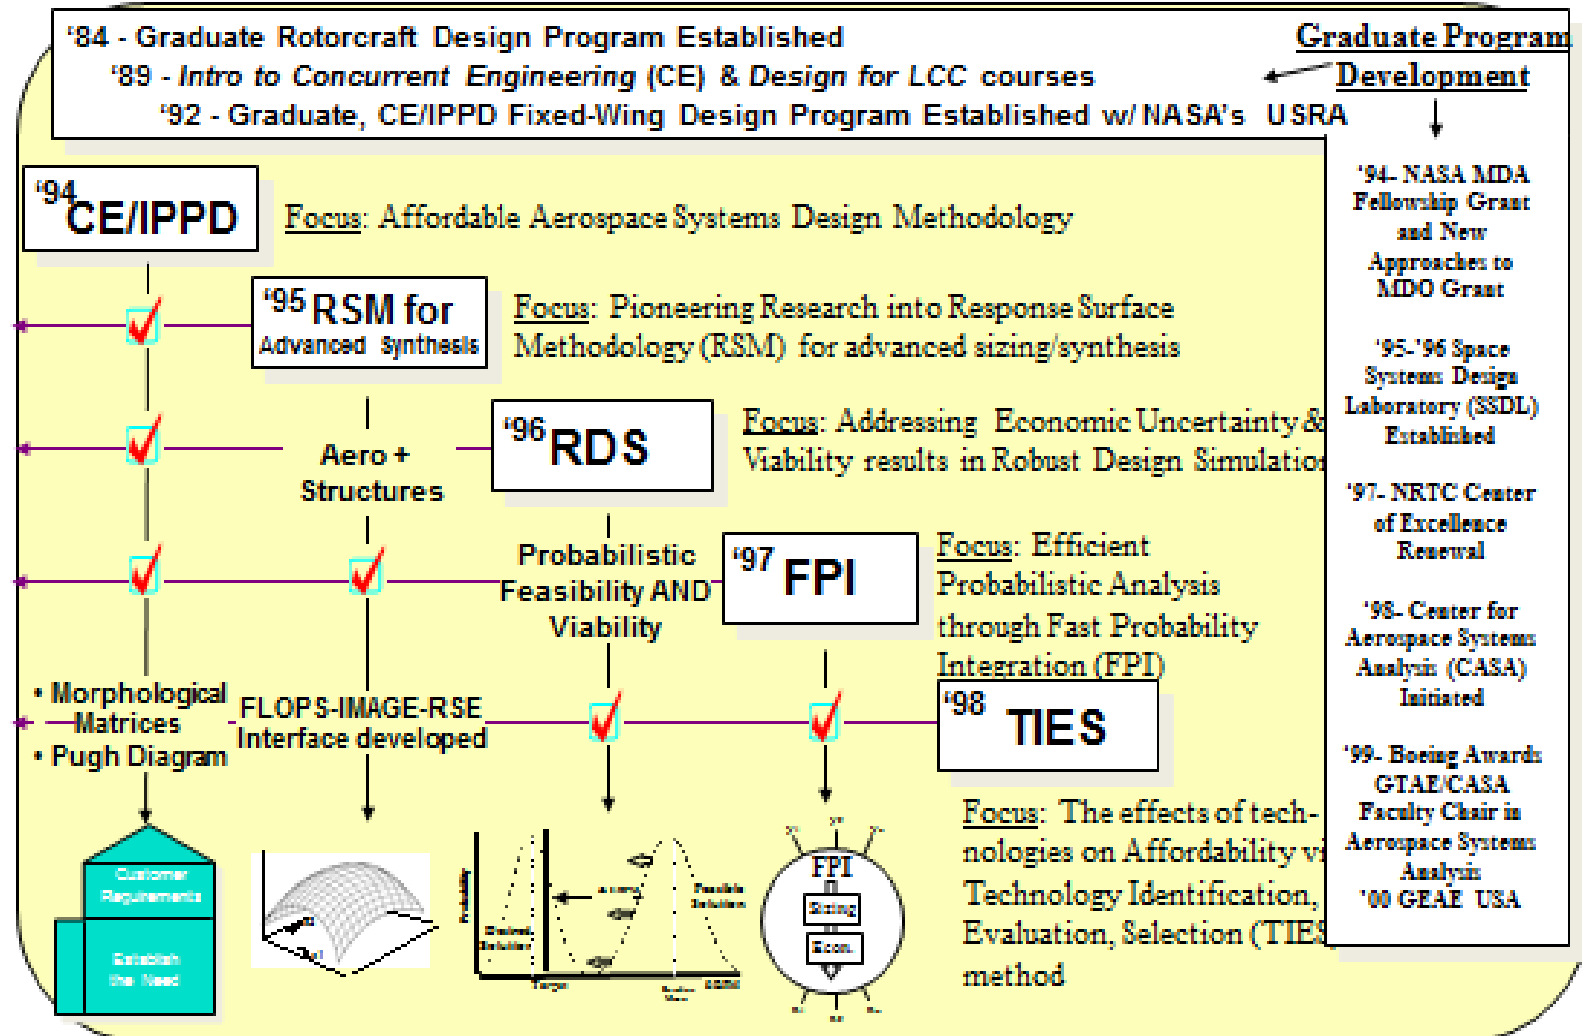 ‘84 - Graduate Rotorcraft Design Program Established
‘89 - Intro to Concurrent Engineering (CE) & Design for LCC courses
‘92 - Graduate, CE/IPPD Fixed-Wing Design Program Established w/ NASA's USRA
Graduate Program
Development
‘94- NASA MDA
Fellowship Grant
and New
Approaches to
MDO Grant
‘95-‘96 Space
Systems Design
Laboratory (SSDL)
Established
‘97- NRTC Center
of Excellence
Renewal
‘98- Center for
Aerospace Systems
Analysis (CASA)
Initiated
‘99- Boeing Awards
GTAE/CASA
Faculty Chair in
Aerospace Systems
Analysis
‘00 GEAE USA
‘94
CE/IPPD
Focus: Affordable Aerospace Systems Design Methodology
‘95 RSM for
Advanced Synthesis
Focus: Pioneering Research into Response Surface
Methodology (RSM) for advanced sizing/synthesis
Aero +
Structures
‘96 RDS
Focus: Addressing Economic Uncertainty &
Viability results in Robust Design Simulation
Probabilistic
Feasibility AND
Viability
‘97 FPI
Focus: Efficient
Probabilistic Analysis
through Fast Probability
Integration (FPI)
• Morphological
Matrices
• Pugh Diagram
FLOPS-IMAGE-RSE
Interface developed
‘98 TIES
Focus: The effects of tech-
nologies on Affordability vi
Technology Identification,
Evaluation, Selection (TIES
method
Customer
Requirements
Establish
the Need
Probability
Desired
Solution
Possible
Solution
Target
FPI
Sizing
Econ.